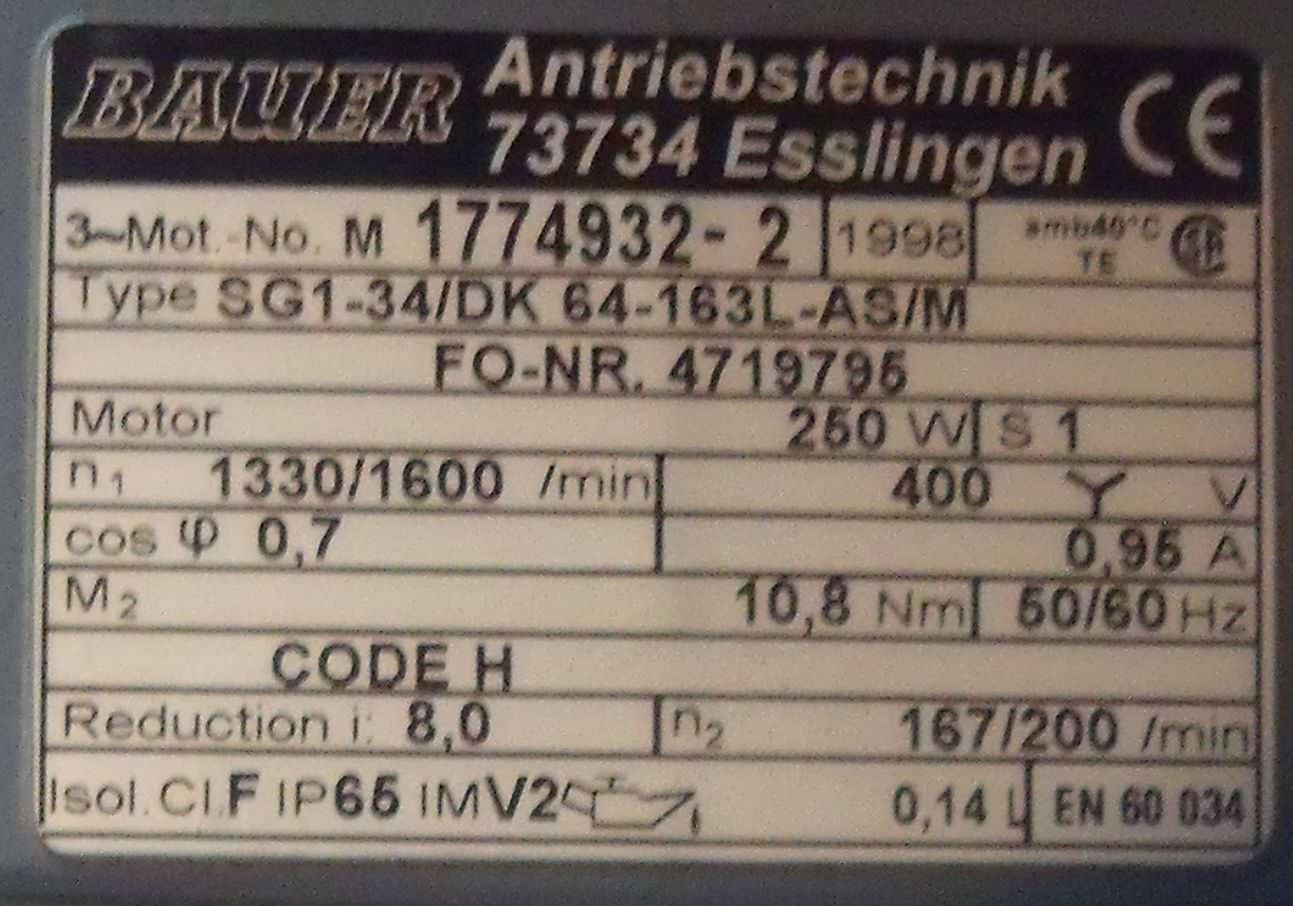 BAUER Antriebstechnik CE
73734 Esslingen
3~Mot.-No. M 1774932-2 1998 amb40°C
TE
Type SG1-34/DK 64-163L-AS/M
FO-NR. 4719795
Motor 250 W S 1
n1 1330/1600 /min 400 Y V
cos φ 0,7 0,95 A
M2 10,8 Nm 50/60 Hz
CODE H
Reduction i: 8,0 n2 167/200 /min
Isol.Cl.F IP65 IMV2 0,14 L EN 60 034